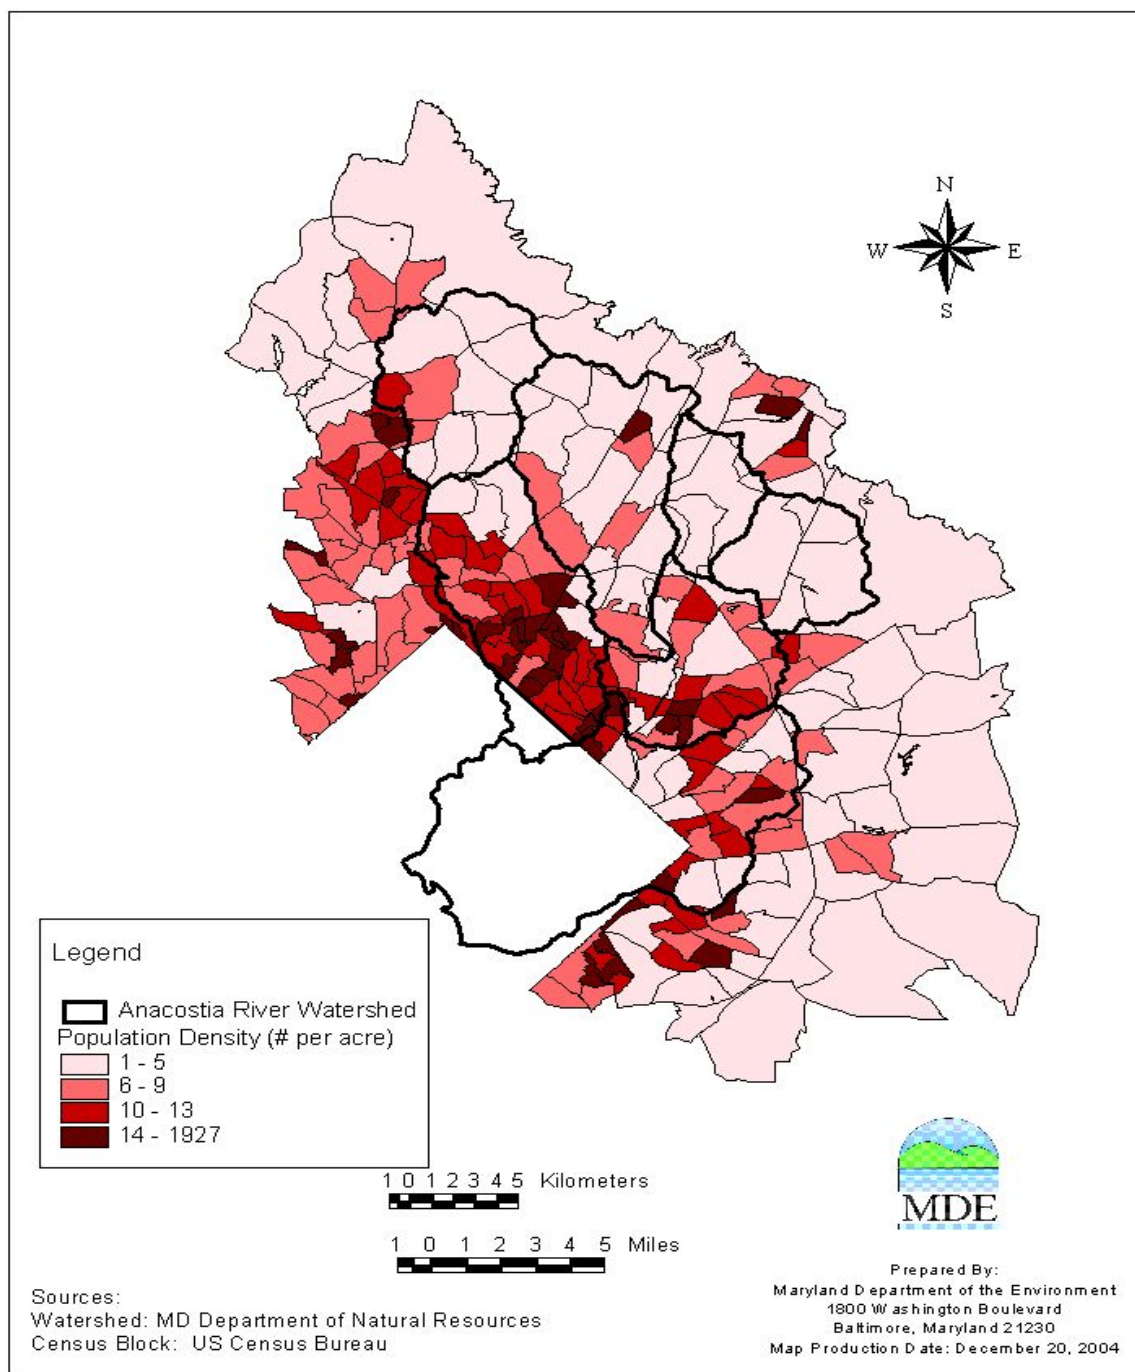 N
W E
S
Legend
Anacostia River Watershed
Population Density (# per acre)
1 - 5
6 - 9
10 - 13
14 - 1927
1 0 1 2 3 4 5 Kilometers
1 0 1 2 3 4 5 Miles
MDE
Sources:
Watershed: MD Department of Natural Resources
Census Block: US Census Bureau
Prepared By:
Maryland Department of the Environment
1800 Washington Boulevard
Baltimore, Maryland 21230
Map Production Date: December 20, 2004